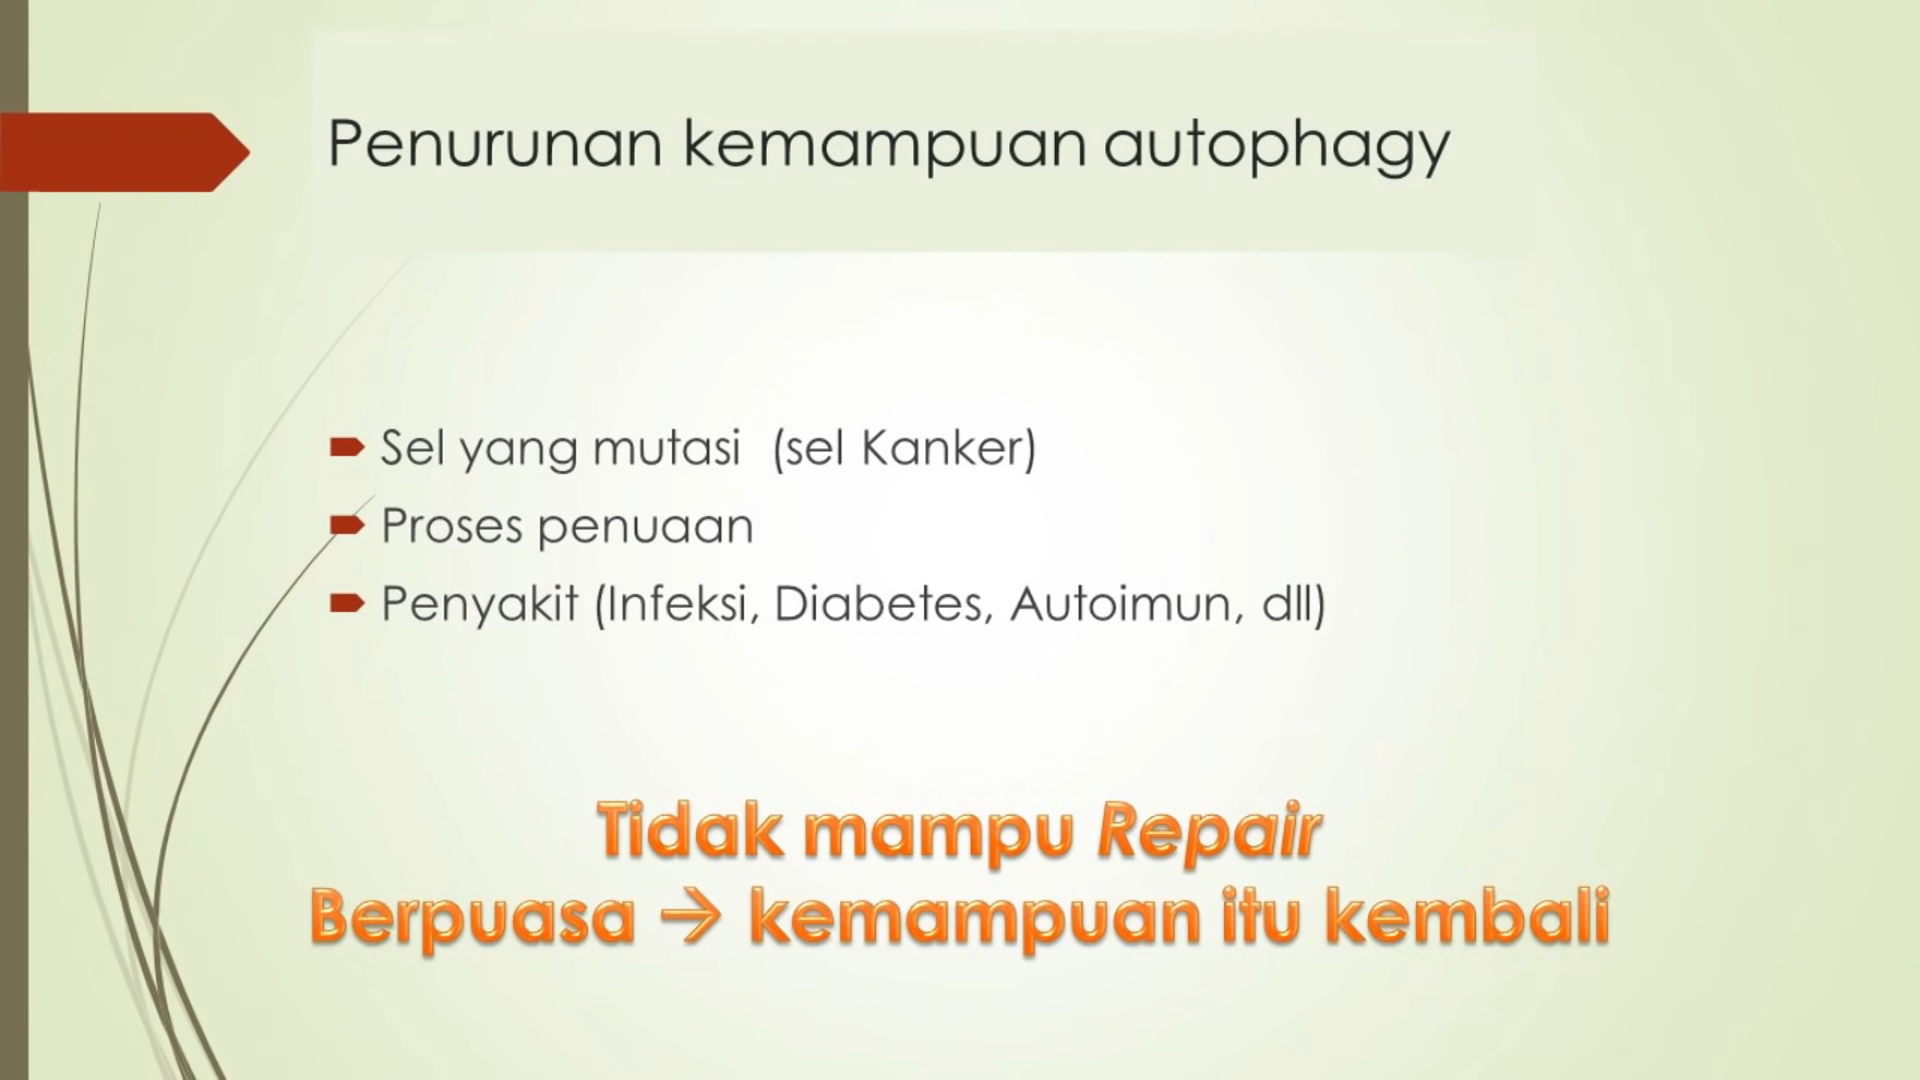 Penurunan kemampuan autophagy
Sel yang mutasi (sel Kanker)
Proses penuaan
Penyakit (Infeksi, Diabetes, Autoimun, dll)
Tidak mampu Repair
Berpuasa → kemampuan itu kembali